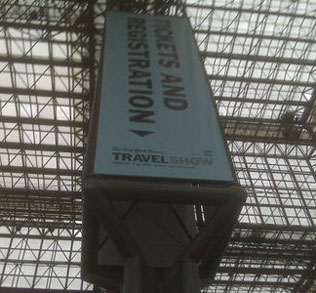 TICKETS AND
REGISTRATION
The New York Times
TRAVELSHOW